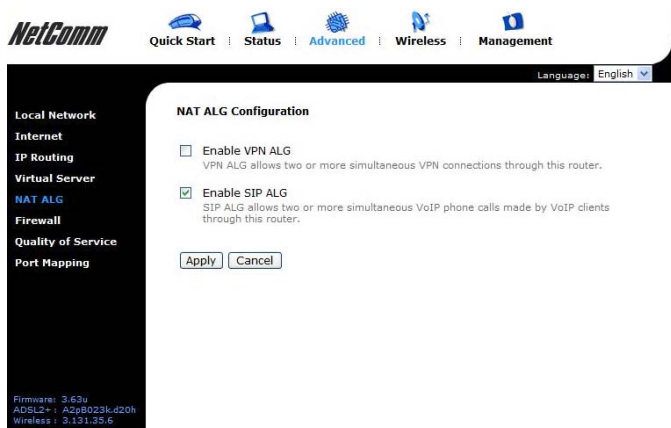 NetComm
Quick Start
Status
Advanced
Wireless
Management
Language: English
Local Network
Internet
IP Routing
Virtual Server
NAT ALG
Firewall
Quality of Service
Port Mapping
NAT ALG Configuration
Enable VPN ALG
VPN ALG allows two or more simultaneous VPN connections through this router.
Enable SIP ALG
SIP ALG allows two or more simultaneous VoIP phone calls made by VoIP clients
through this router.
Apply Cancel
Firmware: 3.63u
ADSL2+: A2pB023k.d20h
Wireless: 3.131.35.6